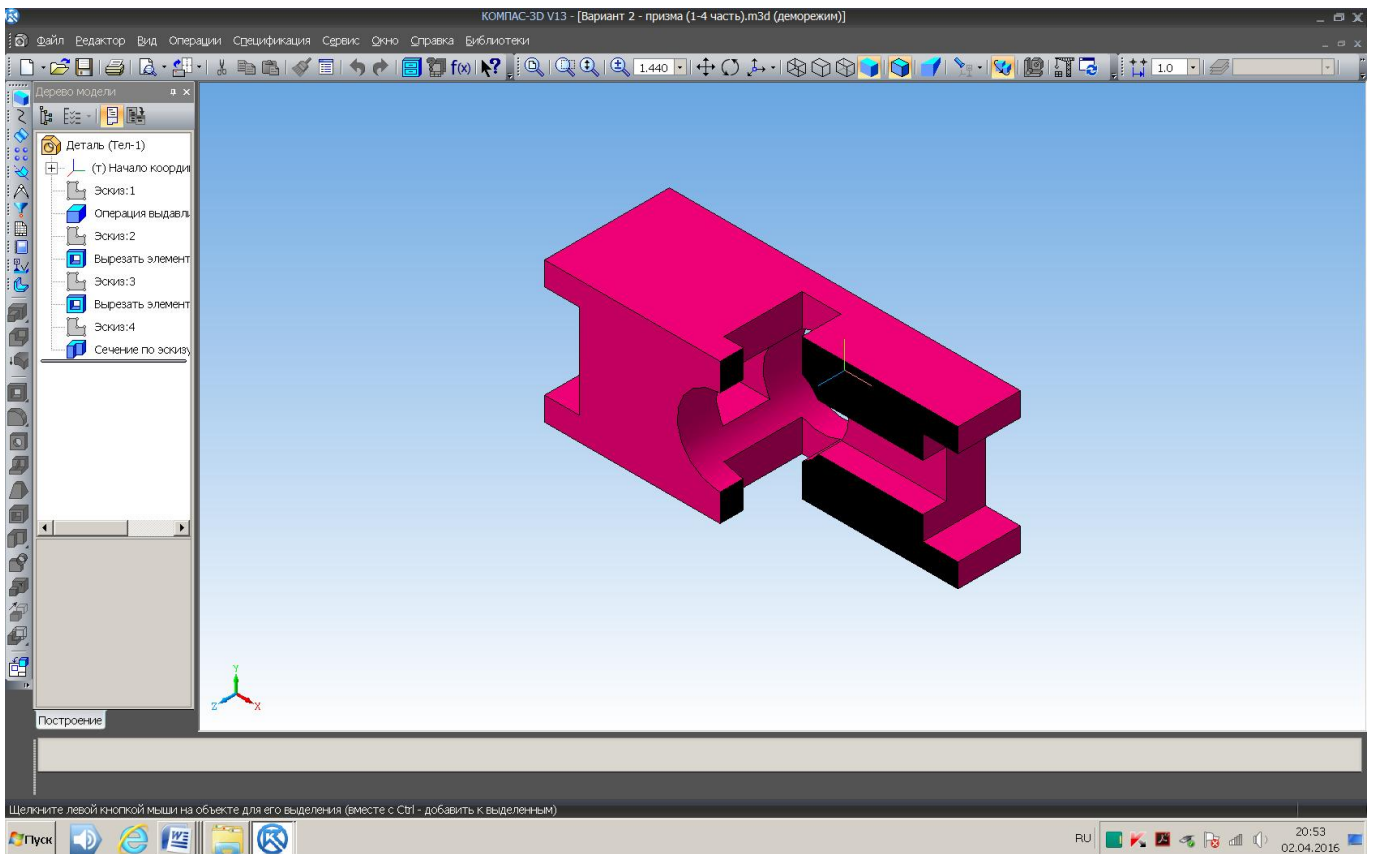 КОМПАС-3D V13 - [Вариант 2 - призма (1-4 часть).m3d (деморежим)]
Файл Редактор Вид Операции Спецификация Сервис Окно Справка Библиотеки
1.440
1.0
Дерево модели
Деталь (Тел-1)
(т) Начало коорди
Эскиз:1
Операция выдавл
Эскиз:2
Вырезать элемент
Эскиз:3
Вырезать элемент
Эскиз:4
Сечение по эскизу
Y
Z
X
Построение
Щелкните левой кнопкой мыши на объекте для его выделения (вместе с Ctrl - добавить к выделенным)
Пуск
RU
20:53
02.04.2016